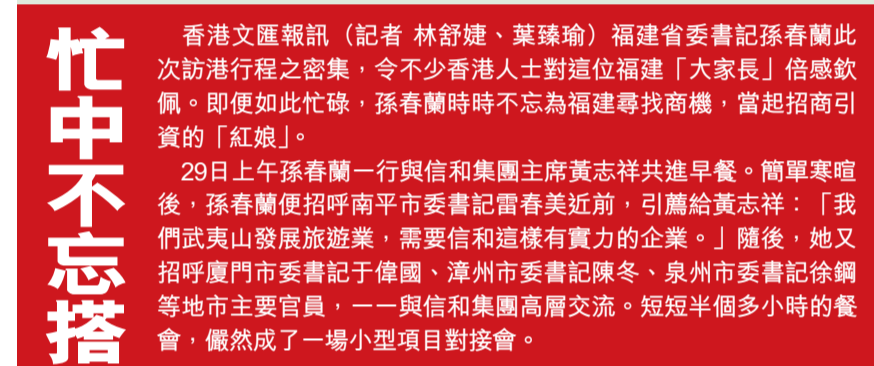 忙中不忘搭
香港文匯報訊（記者 林舒婕、葉臻瑜）福建省委書記孫春蘭此
次訪港行程之密集，令不少香港人士對這位福建「大家長」倍感欽
佩。即便如此忙碌，孫春蘭時時不忘為福建尋找商機，當起招商引
資的「紅娘」。
29日上午孫春蘭一行與信和集團主席黃志祥共進早餐。簡單寒暄
後，孫春蘭便招呼南平市委書記雷春美近前，引薦給黃志祥：「我
們武夷山發展旅遊業，需要信和這樣有實力的企業。」隨後，她又
招呼廈門市委書記于偉國、漳州市委書記陳冬、泉州市委書記徐鋼
等地市主要官員，一一與信和集團高層交流。短短半個多小時的餐
會，儼然成了一場小型項目對接會。